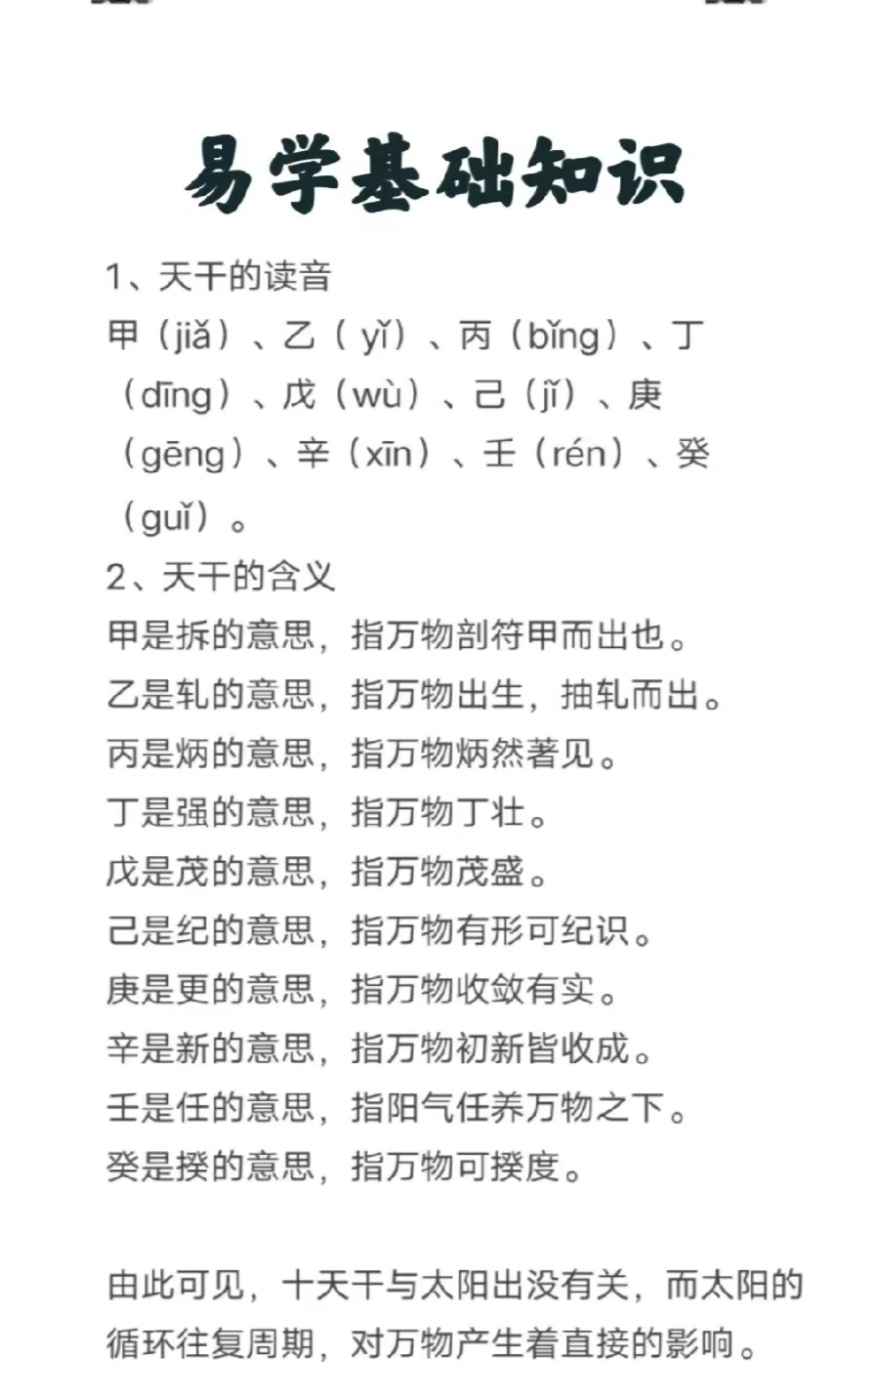 易学基础知识
1、天干的读音
甲（jiǎ）、乙（ yǐ）、丙（bǐng）、丁
（dīng）、戊（wù）、己（jǐ）、庚
（gēng）、辛（xīn）、壬（rén）、癸
（guǐ）。
2、天干的含义
甲是拆的意思，指万物剖符甲而出也。
乙是轧的意思，指万物出生，抽轧而出。
丙是炳的意思，指万物炳然著见。
丁是强的意思，指万物丁壮。
戊是茂的意思，指万物茂盛。
己是纪的意思，指万物有形可纪识。
庚是更的意思，指万物收敛有实。
辛是新的意思，指万物初新皆收成。
壬是任的意思，指阳气任养万物之下。
癸是揆的意思，指万物可揆度。
由此可见，十天干与太阳出没有关，而太阳的
循环往复周期，对万物产生着直接的影响。